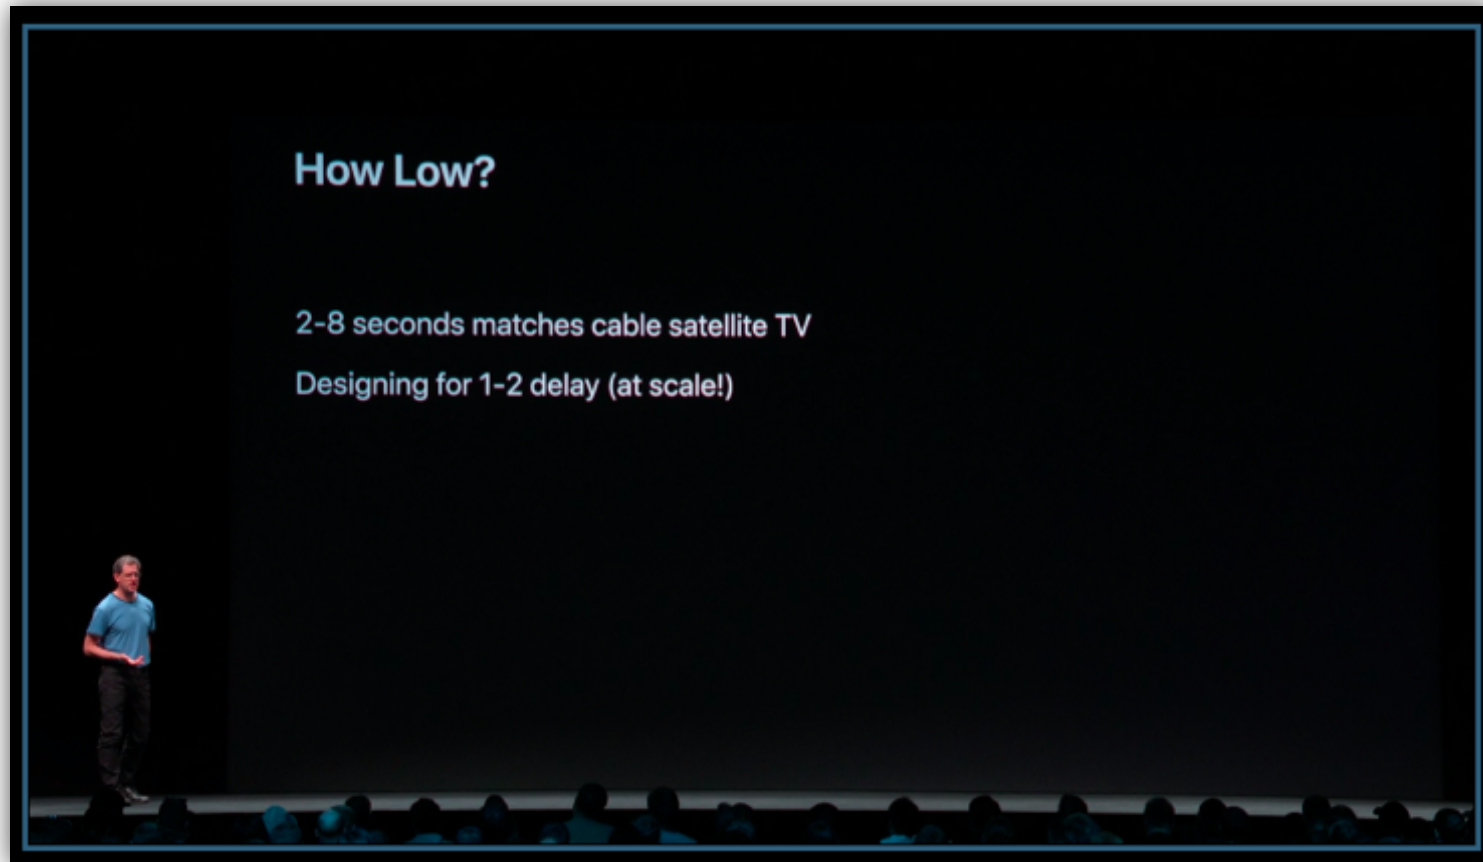 How Low?
2-8 seconds matches cable satellite TV
Designing for 1-2 delay (at scale!)